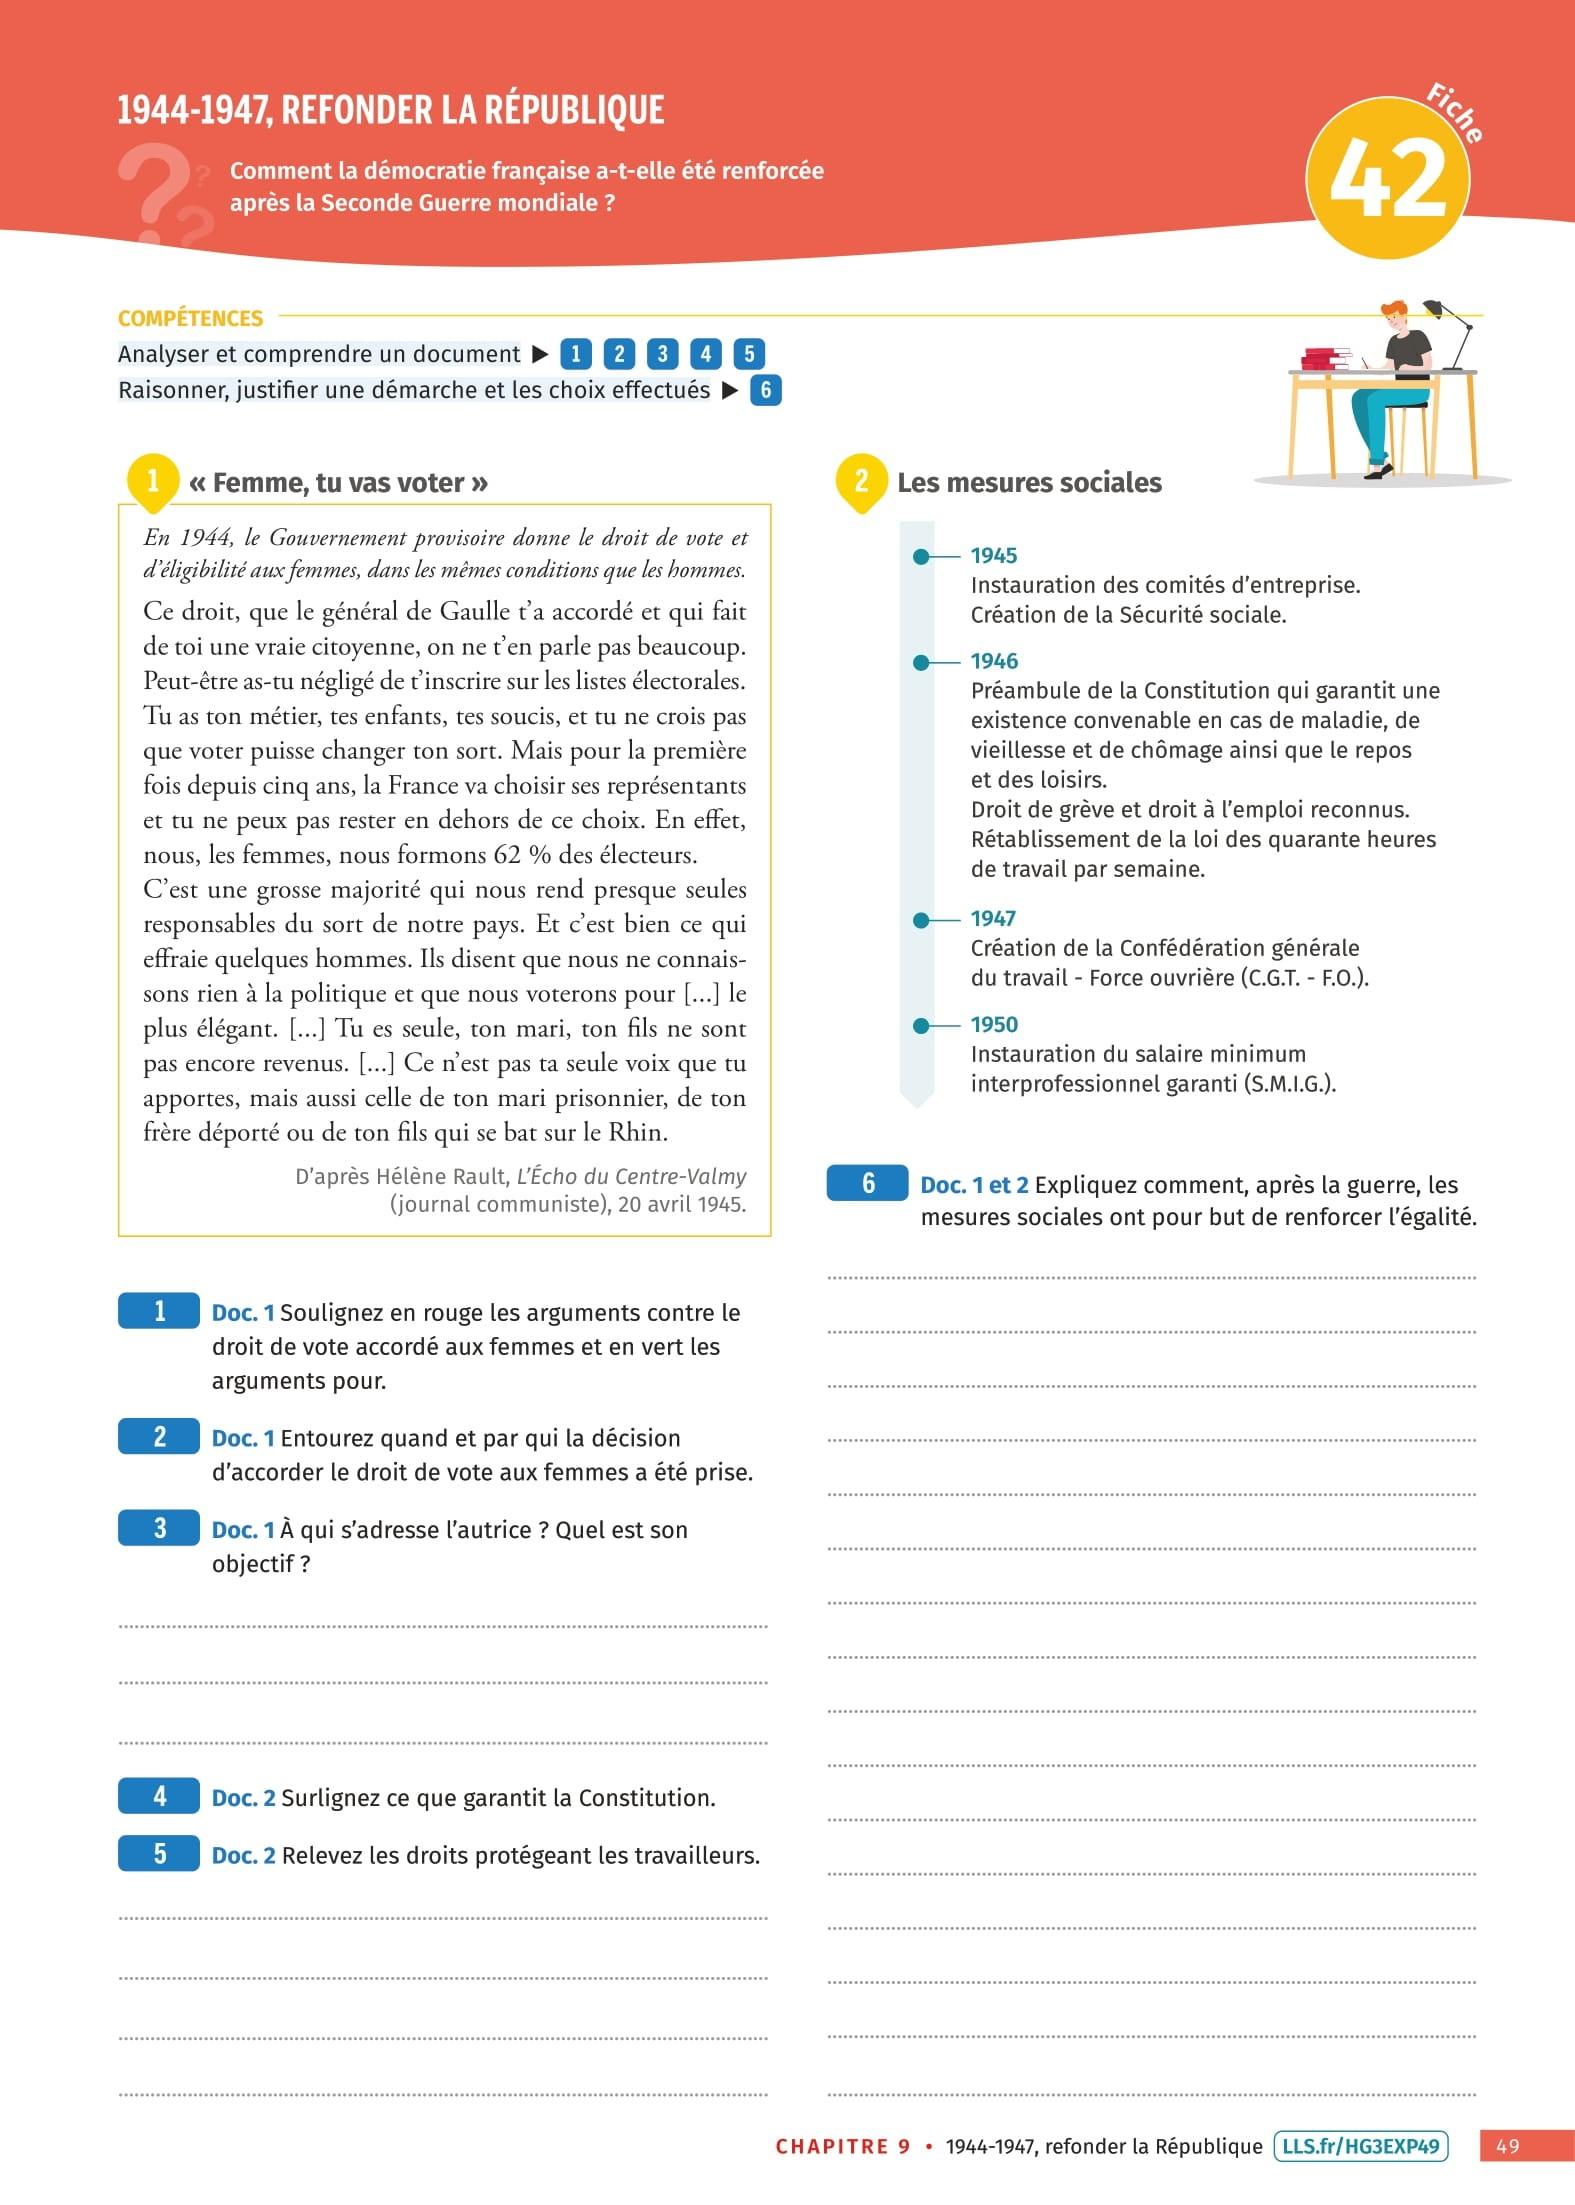 1944-1947, REFONDER LA RÉPUBLIQUE
Comment la démocratie française a-t-elle été renforcée
après la Seconde Guerre mondiale ?
Fiche
42
COMPÉTENCES
Analyser et comprendre un document ▶ 1 2 3 4 5
Raisonner, justifier une démarche et les choix effectués ▶ 6
1 « Femme, tu vas voter »
En 1944, le Gouvernement provisoire donne le droit de vote et
d’éligibilité aux femmes, dans les mêmes conditions que les hommes.
Ce droit, que le général de Gaulle t’a accordé et qui fait
de toi une vraie citoyenne, on ne t’en parle pas beaucoup.
Peut-être as-tu négligé de t’inscrire sur les listes électorales.
Tu as ton métier, tes enfants, tes soucis, et tu ne crois pas
que voter puisse changer ton sort. Mais pour la première
fois depuis cinq ans, la France va choisir ses représentants
et tu ne peux pas rester en dehors de ce choix. En effet,
nous, les femmes, nous formons 62 % des électeurs.
C’est une grosse majorité qui nous rend presque seules
responsables du sort de notre pays. Et c’est bien ce qui
effraie quelques hommes. Ils disent que nous ne connais-
sons rien à la politique et que nous voterons pour [...] le
plus élégant. [...] Tu es seule, ton mari, ton fils ne sont
pas encore revenus. [...] Ce n’est pas ta seule voix que tu
apportes, mais aussi celle de ton mari prisonnier, de ton
frère déporté ou de ton fils qui se bat sur le Rhin.
D’après Hélène Rault, L’Écho du Centre-Valmy
(journal communiste), 20 avril 1945.
1 Doc. 1 Soulignez en rouge les arguments contre le
droit de vote accordé aux femmes et en vert les
arguments pour.
2 Doc. 1 Entourez quand et par qui la décision
d’accorder le droit de vote aux femmes a été prise.
3 Doc. 1 À qui s’adresse l’autrice ? Quel est son
objectif ?
4 Doc. 2 Surlignez ce que garantit la Constitution.
5 Doc. 2 Relevez les droits protégeant les travailleurs.
2 Les mesures sociales
1945
Instauration des comités d’entreprise.
Création de la Sécurité sociale.
1946
Préambule de la Constitution qui garantit une
existence convenable en cas de maladie, de
vieillesse et de chômage ainsi que le repos
et des loisirs.
Droit de grève et droit à l’emploi reconnus.
Rétablissement de la loi des quarante heures
de travail par semaine.
1947
Création de la Confédération générale
du travail - Force ouvrière (C.G.T. - F.O.).
1950
Instauration du salaire minimum
interprofessionnel garanti (S.M.I.G.).
6 Doc. 1 et 2 Expliquez comment, après la guerre, les
mesures sociales ont pour but de renforcer l’égalité.
CHAPITRE 9 • 1944-1947, refonder la République LLS.fr/HG3EXP49 49